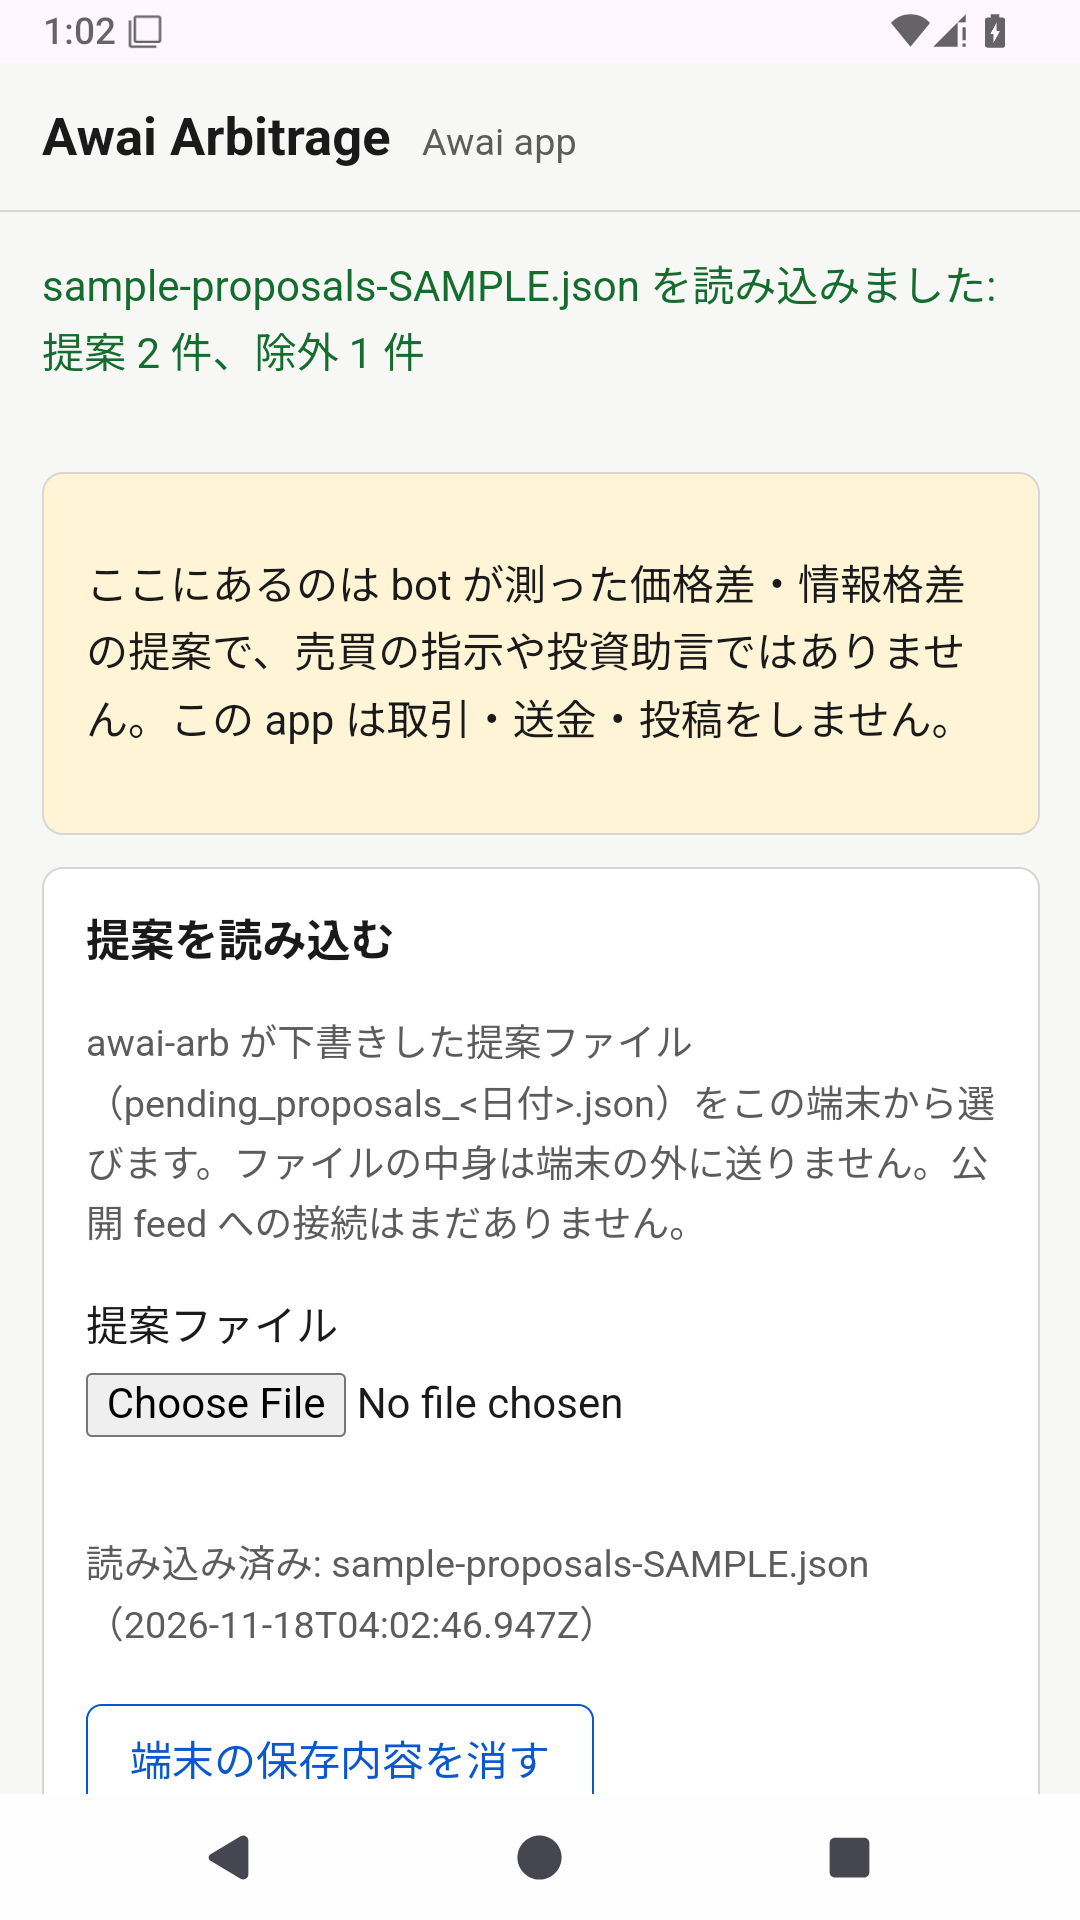 1:02
Awai Arbitrage Awai app
sample-proposals-SAMPLE.json を読み込みました:
提案 2 件、除外 1 件
ここにあるのは bot が測った価格差・情報格差
の提案で、売買の指示や投資助言ではありませ
ん。この app は取引・送金・投稿をしません。
提案を読み込む
awai-arb が下書きした提案ファイル
（pending_proposals_<日付>.json）をこの端末から選
びます。ファイルの中身は端末の外に送りません。公
開 feed への接続はまだありません。
提案ファイル
Choose File No file chosen
読み込み済み: sample-proposals-SAMPLE.json
（2026-11-18T04:02:46.947Z）
端末の保存内容を消す